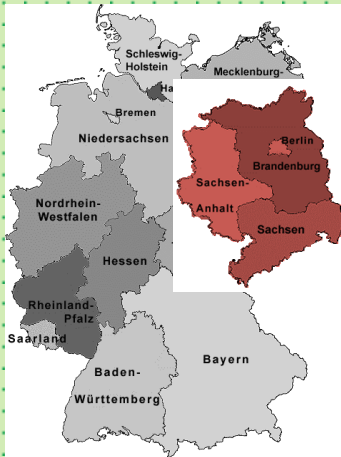 Schleswig-
Holstein
Mecklenburg-
Ha
Bremen
Niedersachsen
Berlin
Brandenburg
Sachsen-
Anhalt
Nordrhein-
Westfalen
Sachsen
Hessen
Rheinland-
Pfalz
Saarland
Bayern
Baden-
Württemberg